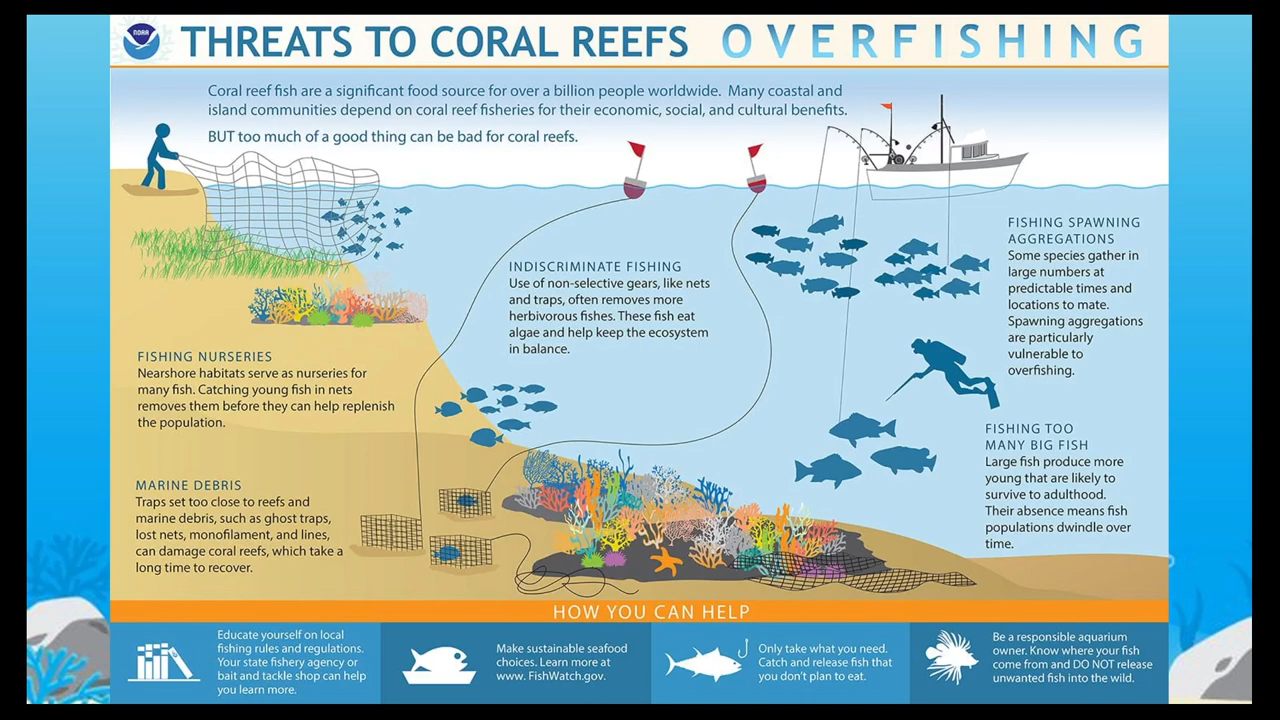 NOAA
THREATS TO CORAL REEFS OVERFISHING
Coral reef fish are a significant food source for over a billion people worldwide. Many coastal and
island communities depend on coral reef fisheries for their economic, social, and cultural benefits.
BUT too much of a good thing can be bad for coral reefs.
FISHING SPAWNING
AGGREGATIONS
Some species gather in
large numbers at
predictable times and
locations to mate.
Spawning aggregations
are particularly
vulnerable to
overfishing.
INDISCRIMINATE FISHING
Use of non-selective gears, like nets
and traps, often removes more
herbivorous fishes. These fish eat
algae and help keep the ecosystem
in balance.
FISHING NURSERIES
Nearshore habitats serve as nurseries for
many fish. Catching young fish in nets
removes them before they can help replenish
the population.
FISHING TOO
MANY BIG FISH
Large fish produce more
young that are likely to
survive to adulthood.
Their absence means fish
populations dwindle over
time.
MARINE DEBRIS
Traps set too close to reefs and
marine debris, such as ghost traps,
lost nets, monofilament, and lines,
can damage coral reefs, which take a
long time to recover.
HOW YOU CAN HELP
Educate yourself on local
fishing rules and regulations.
Your state fishery agency or
bait and tackle shop can help
you learn more.
Make sustainable seafood
choices. Learn more at
www. FishWatch.gov.
Only take what you need.
Catch and release fish that
you don't plan to eat.
Be a responsible aquarium
owner. Know where your fish
come from and DO NOT release
unwanted fish into the wild.